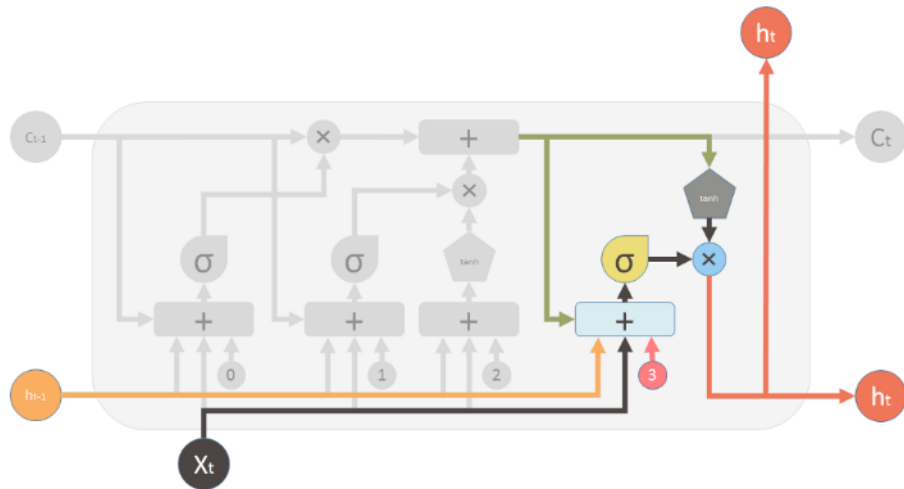 hₜ
Cₜ₋₁
×
+
Cₜ
×
tanh
σ
σ
tanh
σ
×
+
+
+
+
0
1
2
3
hₜ₋₁
hₜ
Xₜ